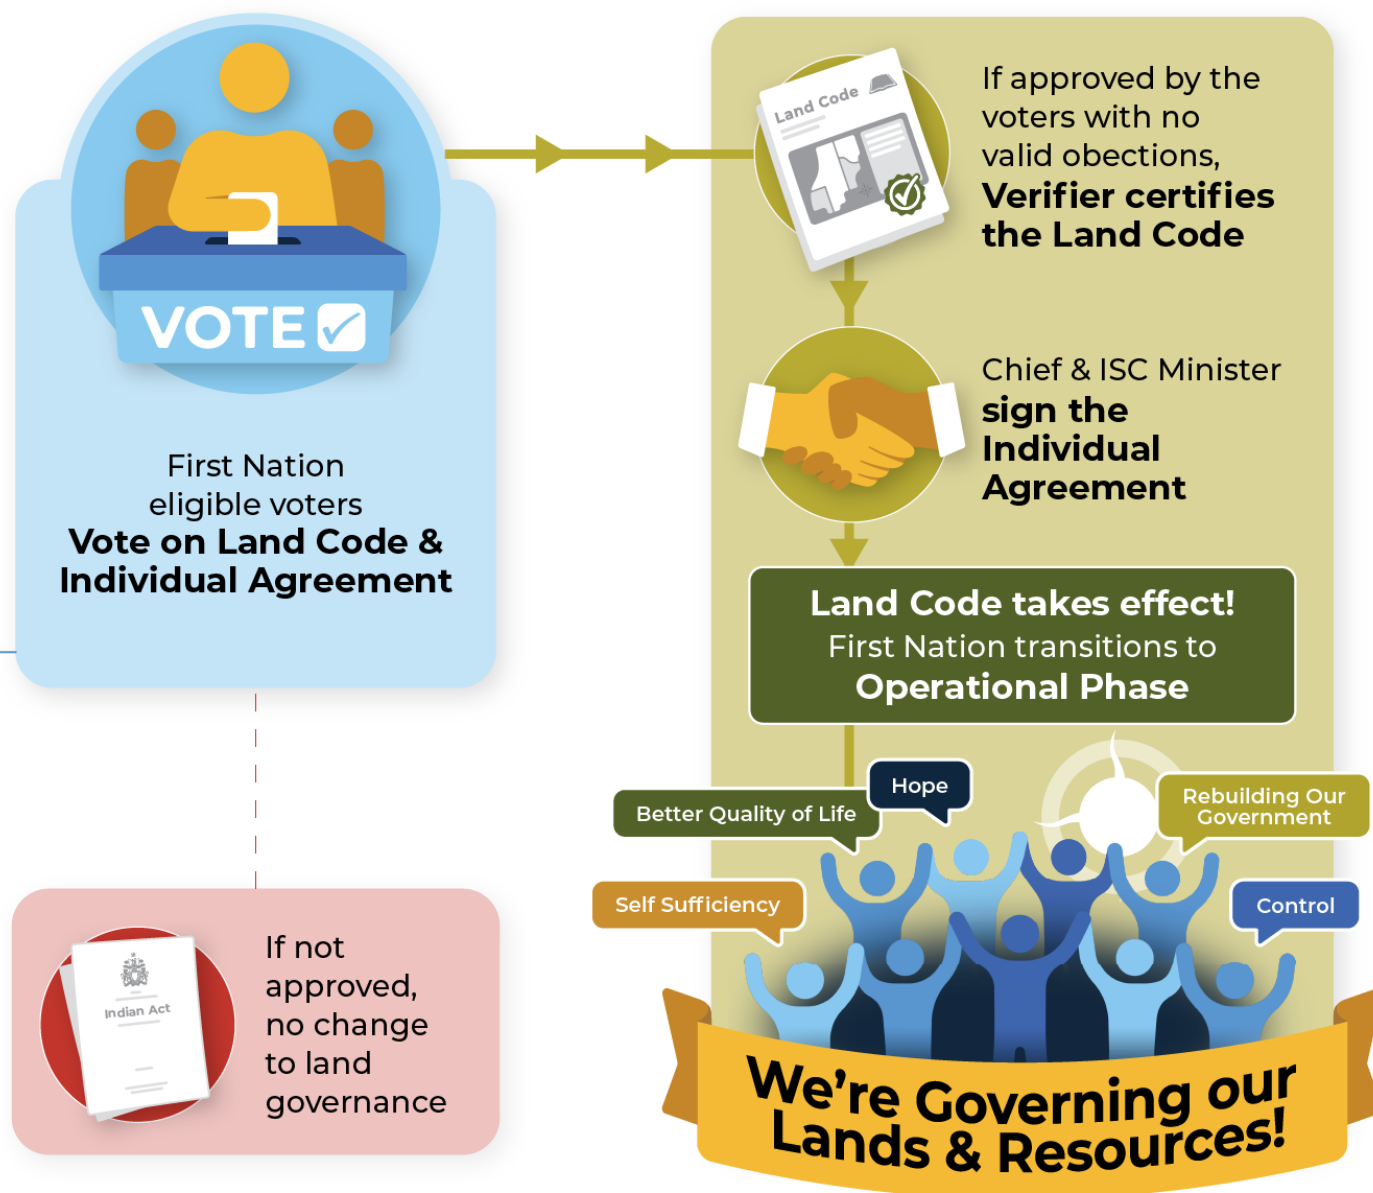 VOTE
First Nation
eligible voters
Vote on Land Code &
Individual Agreement
If not
approved,
no change
to land
governance
Indian Act
Land Code
If approved by the
voters with no
valid obections,
Verifier certifies
the Land Code
Chief & ISC Minister
sign the
Individual
Agreement
Land Code takes effect!
First Nation transitions to
Operational Phase
Hope
Better Quality of Life
Rebuilding Our
Government
Self Sufficiency
Control
We're Governing our
Lands & Resources!